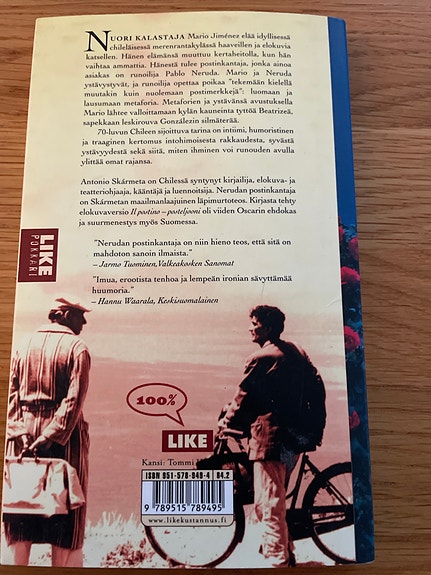 NUORI KALASTAJA Mario Jiménez elää idyllisessä
chileläisessä merenrantakylässä haaveillen ja elokuvia
katsellen. Hänen elämänsä muuttuu kertaheitolla, kun hän
vaihtaa ammattia. Hänestä tulee postinkantaja, jonka ainoa
asiakas on runoilija Pablo Neruda. Mario ja Neruda
ystävystyvät, ja runoilija opettaa poikaa "tekemään kielellä
muutakin kuin nuolemaan postimerkkejä": luomaan ja
lausumaan metaforia. Metaforien ja ystävänsä avustuksella
Mario lähtee valloittamaan kylän kauneinta tyttöä Beatrizeä,
sapekkaan leskirouva Gonzálezin silmäterää.
70-luvun Chileen sijoittuva tarina on intiimi, humoristinen
ja traaginen kertomus intohimoisesta rakkaudesta, syvästä
ystävyydestä sekä siitä, miten ihminen voi runouden avulla
ylittää omat rajansa.
Antonio Skármeta on Chilessä syntynyt kirjailija, elokuva- ja
teatteriohjaaja, kääntäjä ja luennoitsija. Nerudan postinkantaja
on Skármetan maailmanlaajuinen läpimurtoteos. Kirjasta tehty
elokuvaversio Il postino – posteljooni oli viiden Oscarin ehdokas
ja suurmenestys myös Suomessa.
"Nerudan postinkantaja on niin hieno teos, että sitä on
mahdoton sanoin ilmaista."
– Jarmo Tuominen, Valkeakosken Sanomat
"Imua, erootista tenhoa ja lempeän ironian sävyttämää
huumoria."
– Hannu Waarala, Keskisuomalainen
LIKE
POKKARI
100%
LIKE
Kansi: Tommi
ISBN 951-578-949-4 84.2
9 789515 789495
www.likekustannus.fi